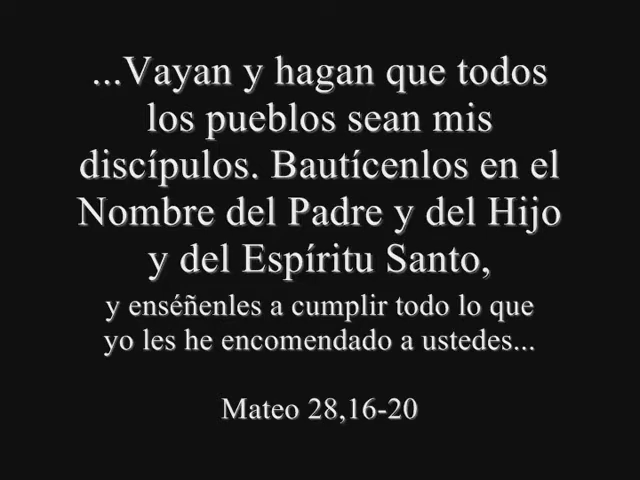 ...Vayan y hagan que todos
los pueblos sean mis
discípulos. Bautícenlos en el
Nombre del Padre y del Hijo
y del Espíritu Santo,
y enséñenles a cumplir todo lo que
yo les he encomendado a ustedes...
Mateo 28,16-20